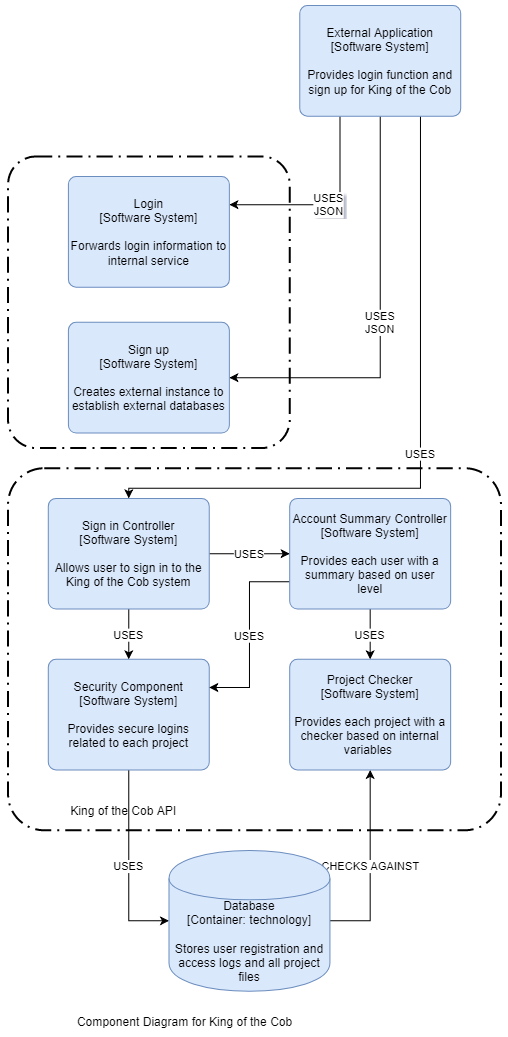 External Application
[Software System]
Provides login function and
sign up for King of the Cob
Login
[Software System]
Forwards login information to
internal service
USES
JSON
Sign up
[Software System]
Creates external instance to
establish external databases
USES
JSON
USES
Sign in Controller
[Software System]
Allows user to sign in to the
King of the Cob system
USES
Account Summary Controller
[Software System]
Provides each user with a
summary based on user
level
USES
USES
USES
Security Component
[Software System]
Provides secure logins
related to each project
Project Checker
[Software System]
Provides each project with a
checker based on internal
variables
King of the Cob API
USES
CHECKS AGAINST
Database
[Container: technology]
Stores user registration and
access logs and all project
files
Component Diagram for King of the Cob